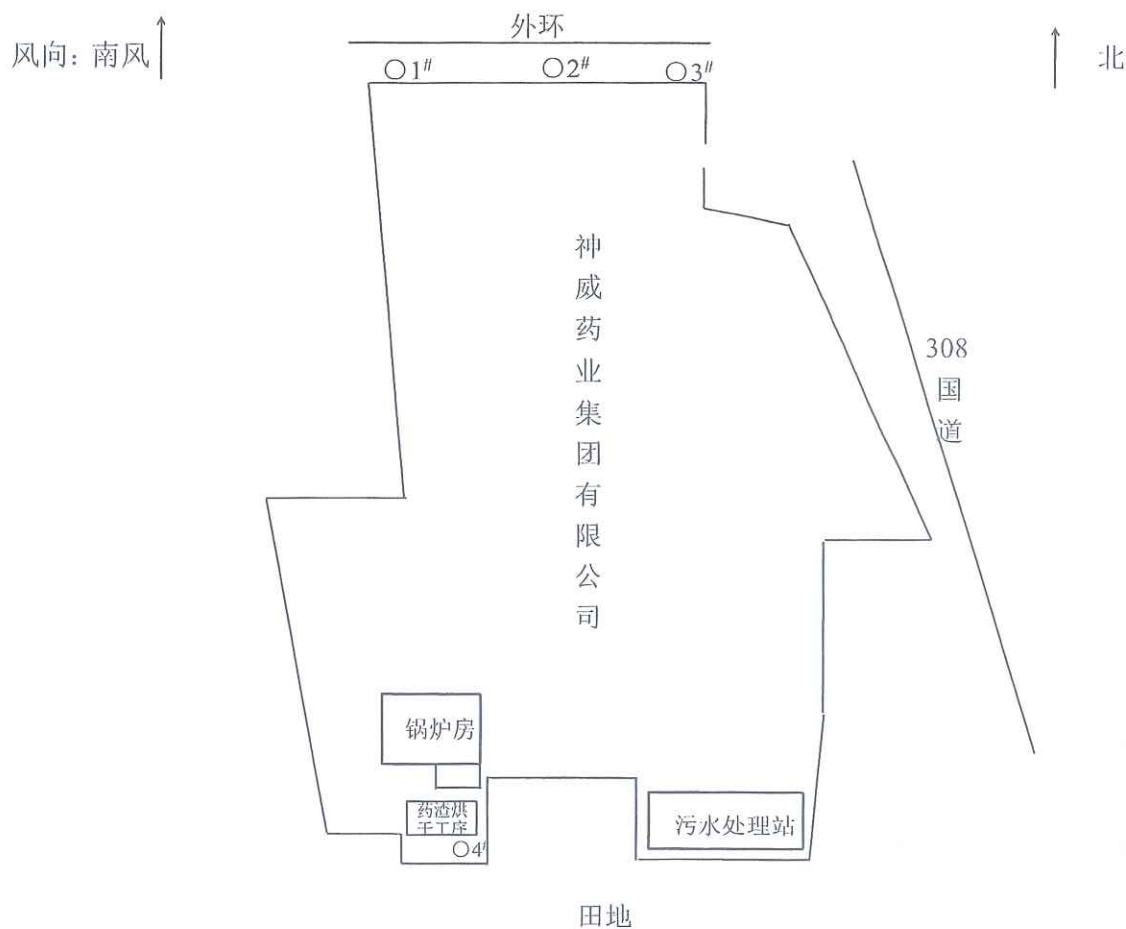 外环
风向：南风
北
○1#
○2#
○3#
神威药业集团有限公司
308
国道
锅炉房
药渣烘
干工序
污水处理站
○4#
田地